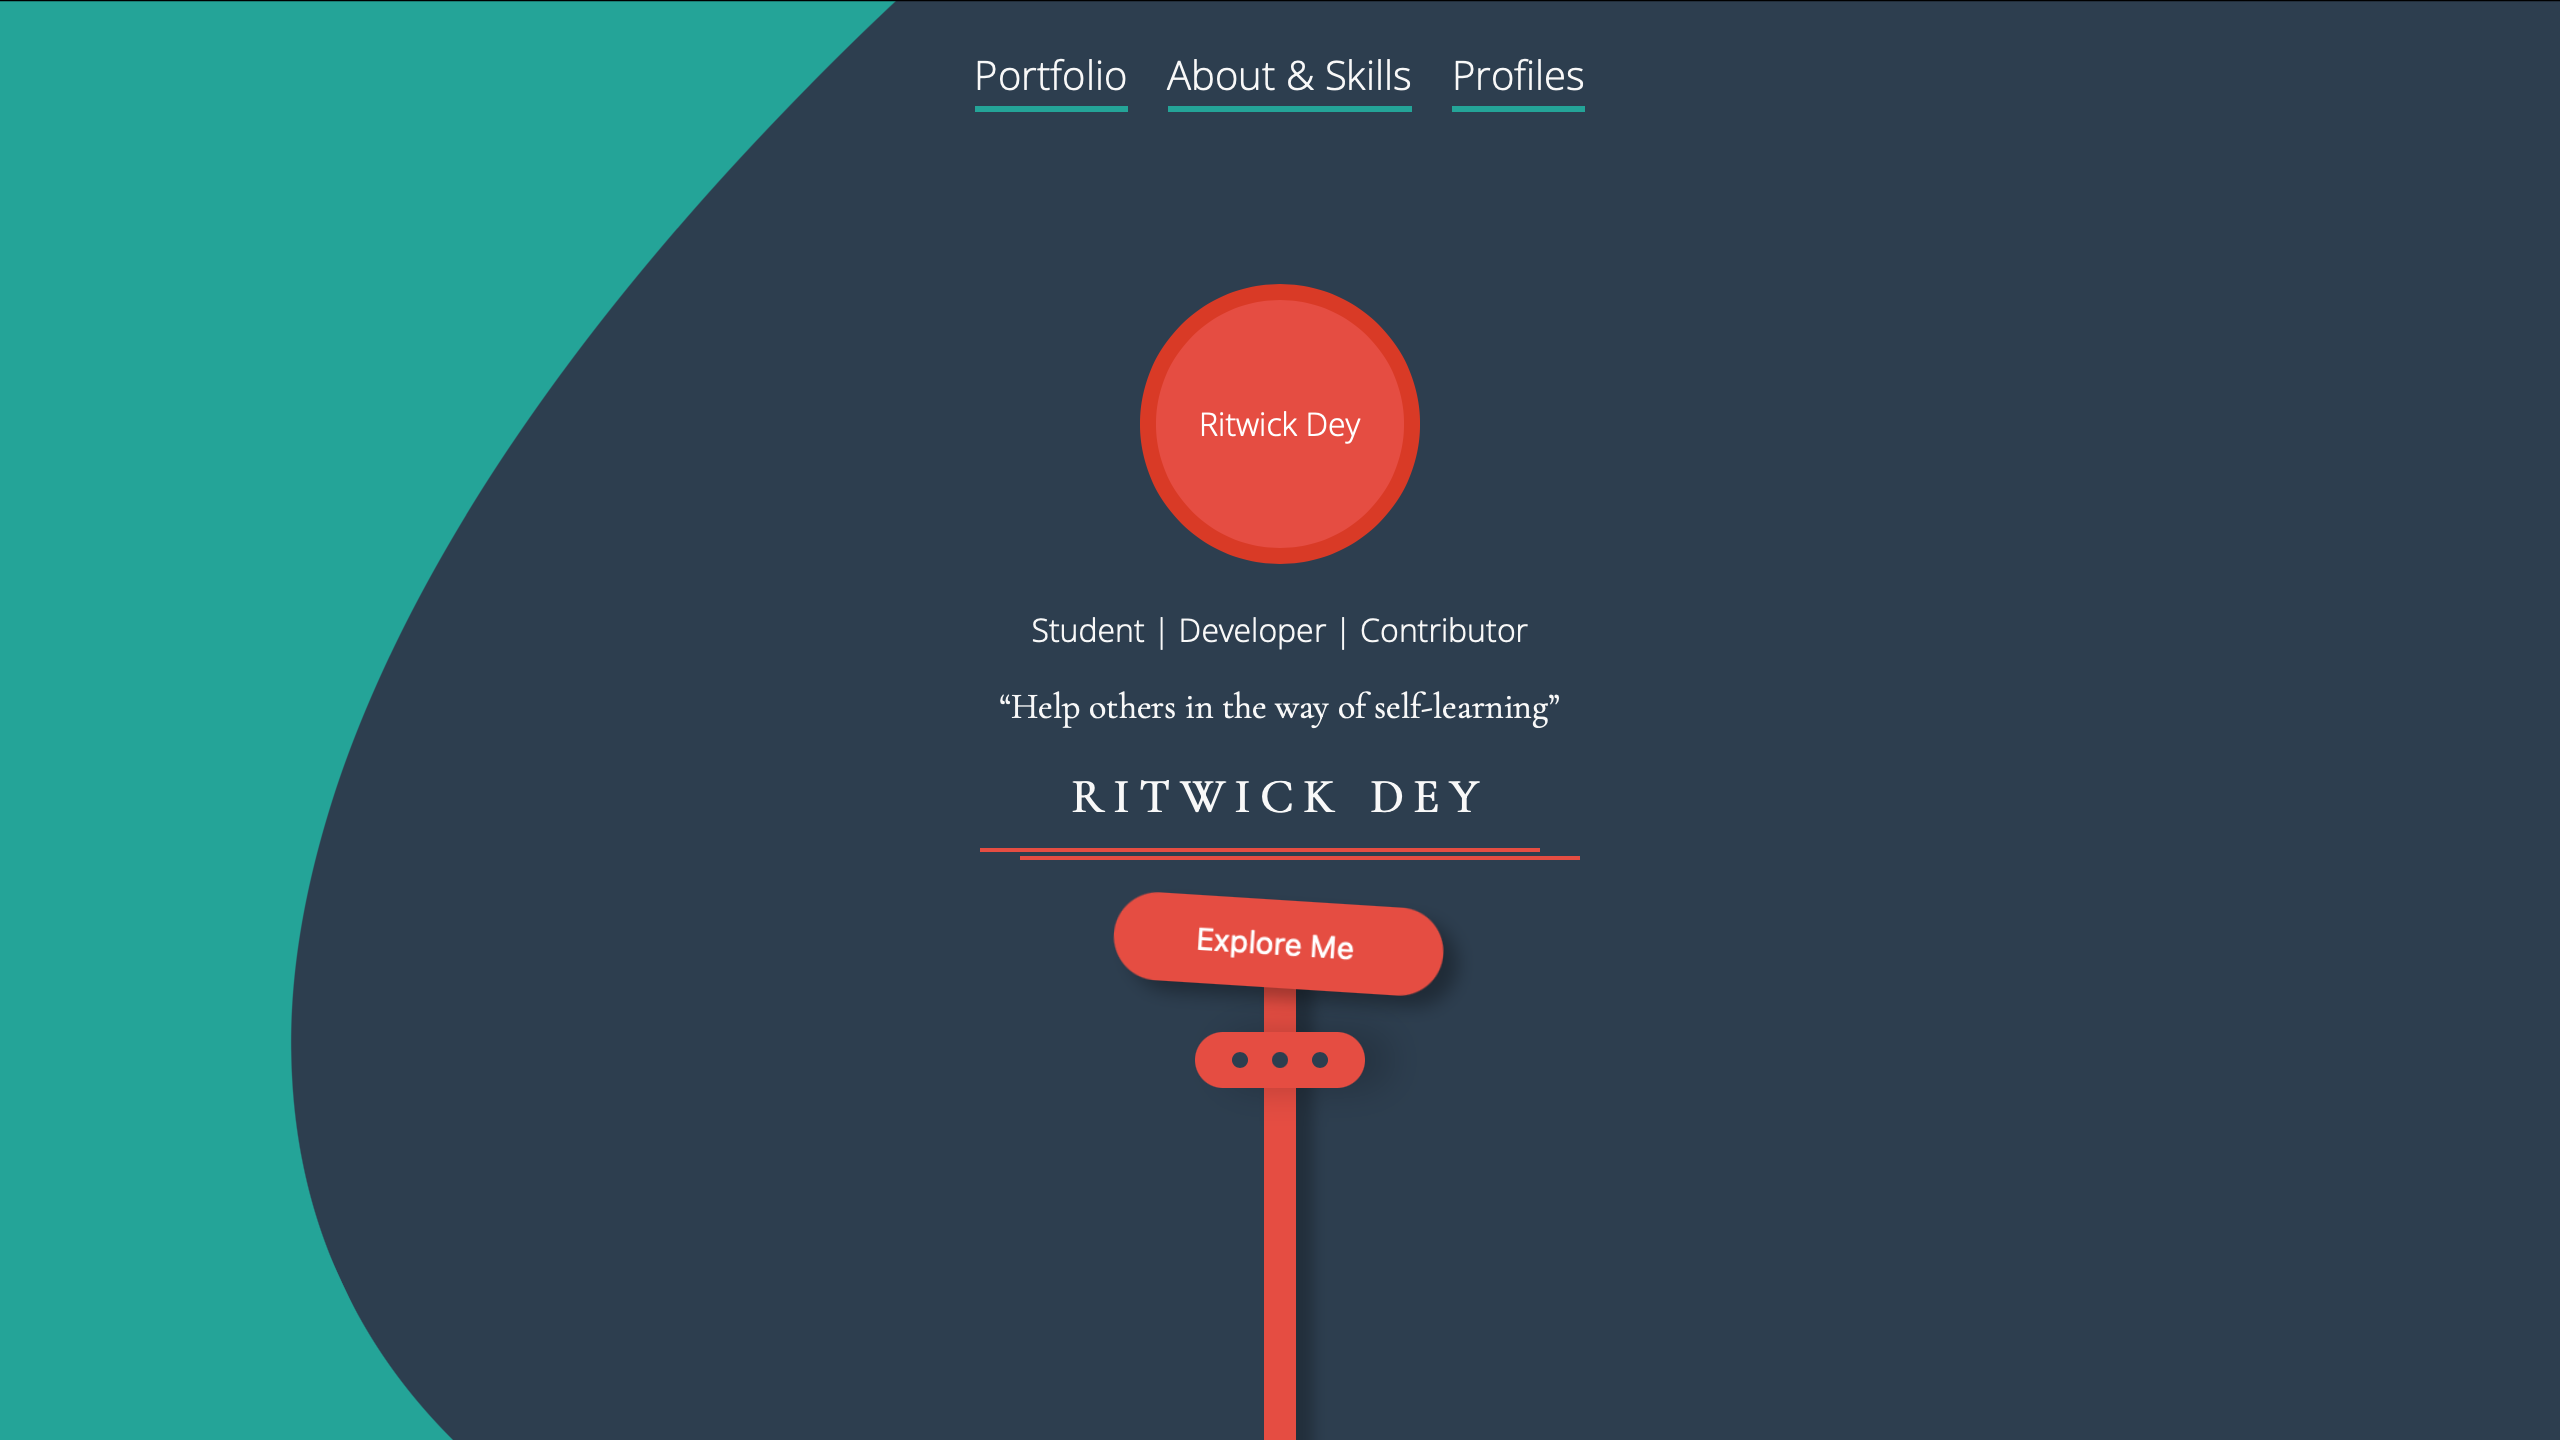 Portfolio About & Skills Profiles
Ritwick Dey
Student | Developer | Contributor
“Help others in the way of self-learning”
RITWICK DEY
Explore Me